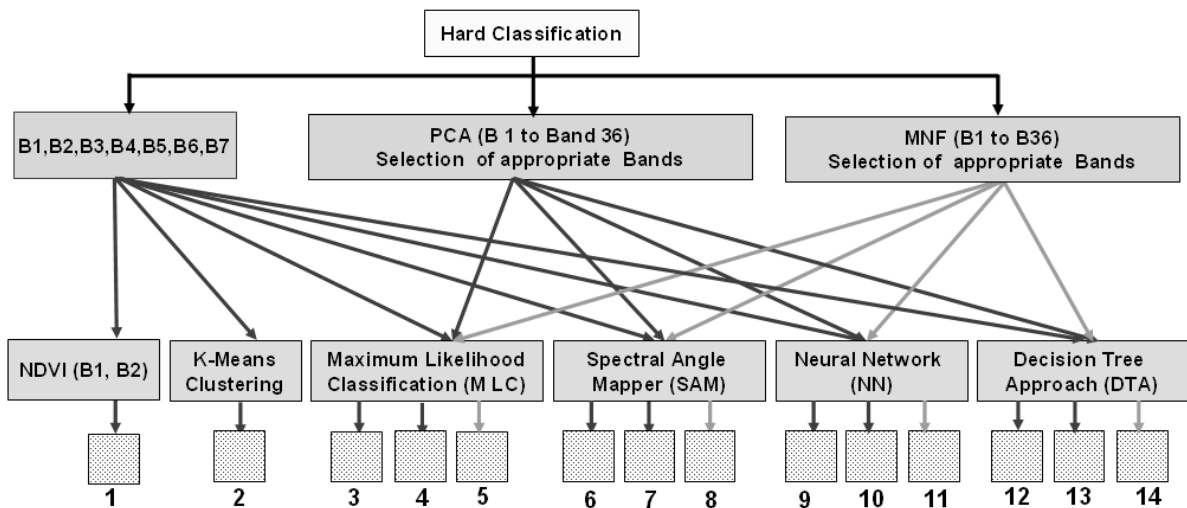 Hard Classification
B1,B2,B3,B4,B5,B6,B7
PCA (B 1 to Band 36)
Selection of appropriate Bands
MNF (B1 to B36)
Selection of appropriate Bands
NDVI (B1, B2)
K-Means
Clustering
Maximum Likelihood
Classification (M LC)
Spectral Angle
Mapper (SAM)
Neural Network
(NN)
Decision Tree
Approach (DTA)
1
2
3
4
5
6
7
8
9
10
11
12
13
14